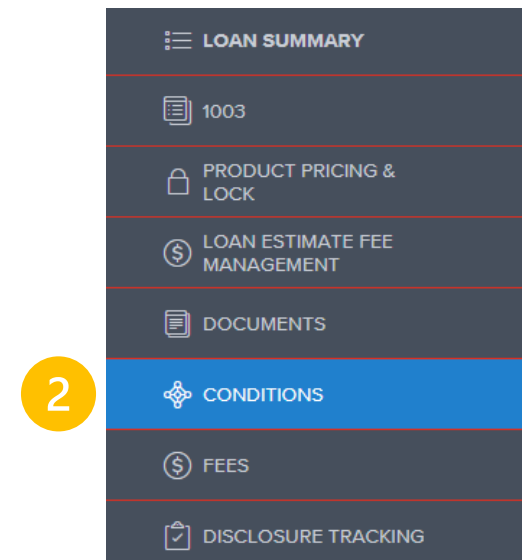 LOAN SUMMARY
1003
PRODUCT PRICING &
LOCK
LOAN ESTIMATE FEE
MANAGEMENT
DOCUMENTS
2
CONDITIONS
FEES
DISCLOSURE TRACKING